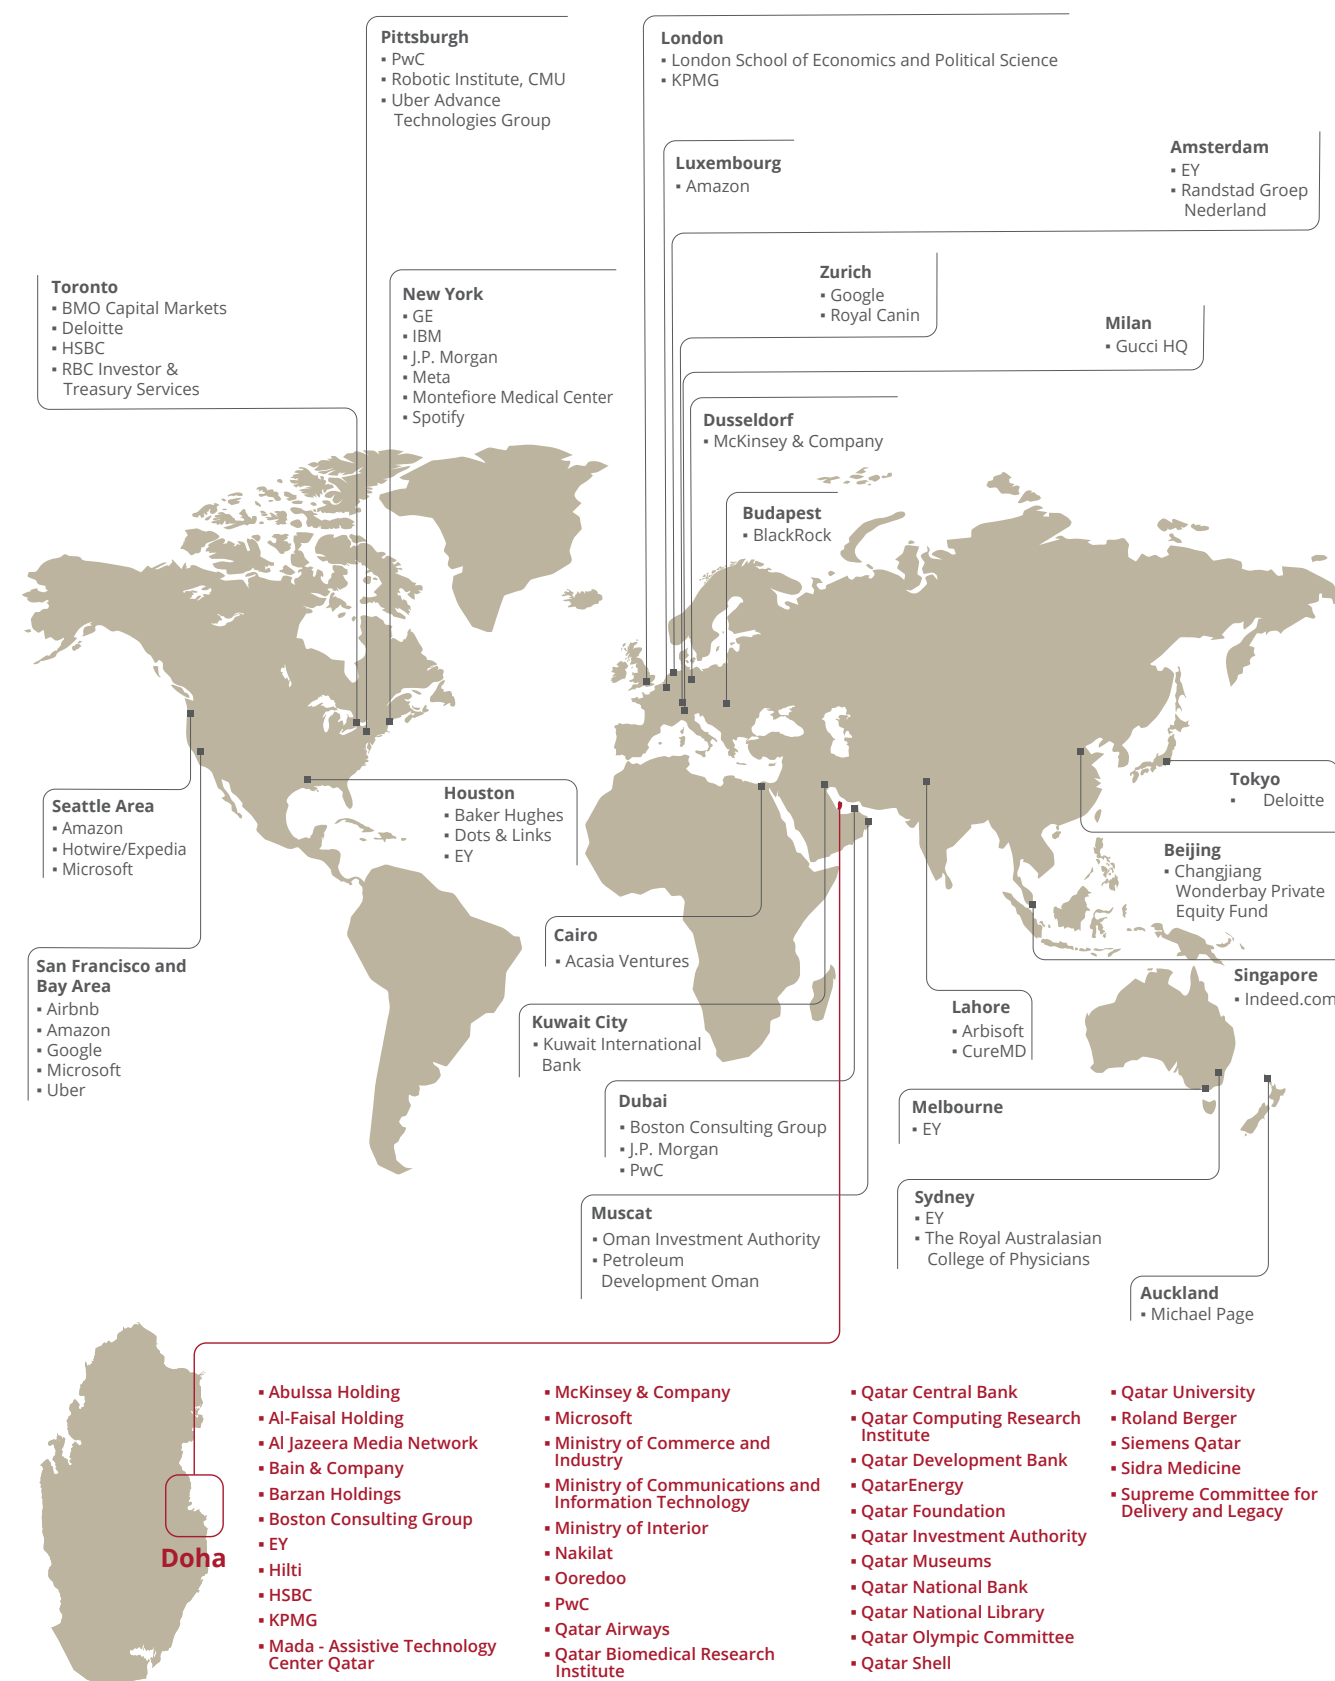 Pittsburgh
▪ PwC
▪ Robotic Institute, CMU
▪ Uber Advance
Technologies Group
London
▪ London School of Economics and Political Science
▪ KPMG
Luxembourg
▪ Amazon
Amsterdam
▪ EY
▪ Randstad Groep
Nederland
Toronto
▪ BMO Capital Markets
▪ Deloitte
▪ HSBC
▪ RBC Investor &
Treasury Services
New York
▪ GE
▪ IBM
▪ J.P. Morgan
▪ Meta
▪ Montefiore Medical Center
▪ Spotify
Zurich
▪ Google
▪ Royal Canin
Milan
▪ Gucci HQ
Dusseldorf
▪ McKinsey & Company
Budapest
▪ BlackRock
Seattle Area
▪ Amazon
▪ Hotwire/Expedia
▪ Microsoft
Houston
▪ Baker Hughes
▪ Dots & Links
▪ EY
Tokyo
▪ Deloitte
Beijing
▪ Changjiang
Wonderbay Private
Equity Fund
San Francisco and
Bay Area
▪ Airbnb
▪ Amazon
▪ Google
▪ Microsoft
▪ Uber
Cairo
▪ Acasia Ventures
Singapore
▪ Indeed.com
Kuwait City
▪ Kuwait International
Bank
Lahore
▪ Arbisoft
▪ CureMD
Dubai
▪ Boston Consulting Group
▪ J.P. Morgan
▪ PwC
Melbourne
▪ EY
Muscat
▪ Oman Investment Authority
▪ Petroleum
Development Oman
Sydney
▪ EY
▪ The Royal Australasian
College of Physicians
Auckland
▪ Michael Page
Doha
▪ AbuIssa Holding
▪ Al-Faisal Holding
▪ Al Jazeera Media Network
▪ Bain & Company
▪ Barzan Holdings
▪ Boston Consulting Group
▪ EY
▪ Hilti
▪ HSBC
▪ KPMG
▪ Mada - Assistive Technology
Center Qatar
▪ McKinsey & Company
▪ Microsoft
▪ Ministry of Commerce and
Industry
▪ Ministry of Communications and
Information Technology
▪ Ministry of Interior
▪ Nakilat
▪ Ooredoo
▪ PwC
▪ Qatar Airways
▪ Qatar Biomedical Research
Institute
▪ Qatar Central Bank
▪ Qatar Computing Research
Institute
▪ Qatar Development Bank
▪ QatarEnergy
▪ Qatar Foundation
▪ Qatar Investment Authority
▪ Qatar Museums
▪ Qatar National Bank
▪ Qatar National Library
▪ Qatar Olympic Committee
▪ Qatar Shell
▪ Qatar University
▪ Roland Berger
▪ Siemens Qatar
▪ Sidra Medicine
▪ Supreme Committee for
Delivery and Legacy